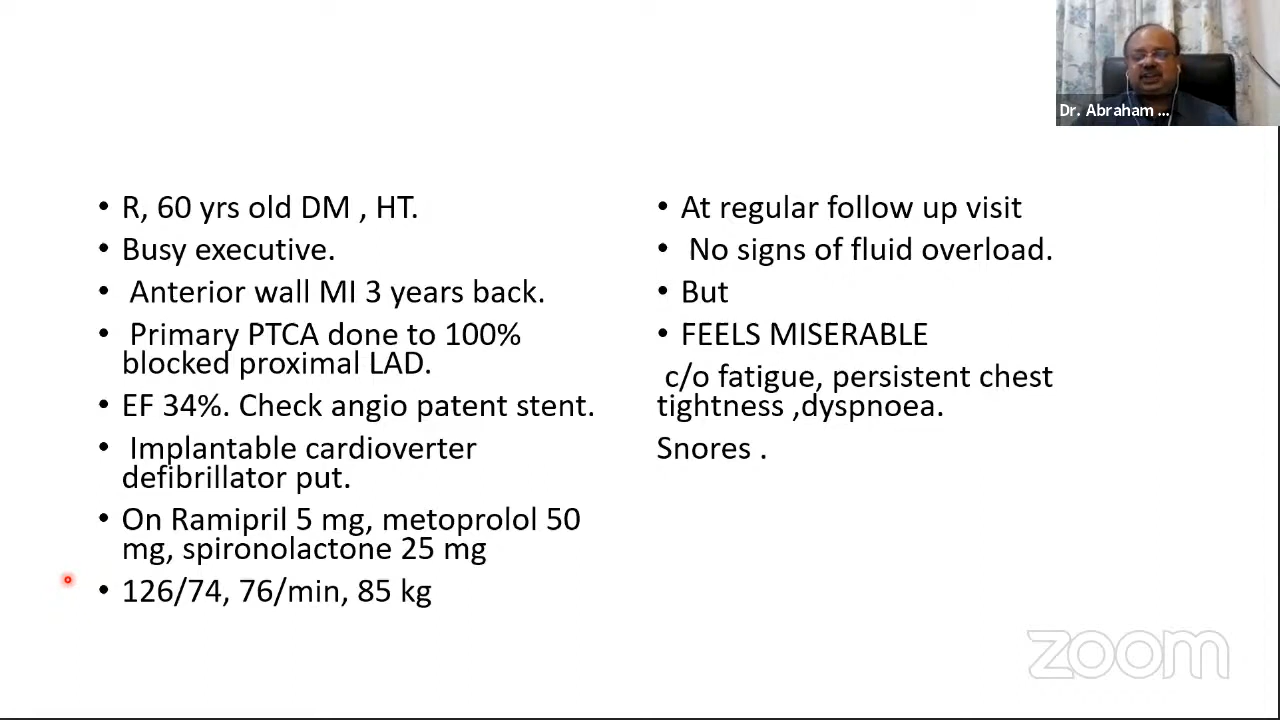 Dr. Abraham ...
• R, 60 yrs old DM , HT.
• Busy executive.
• Anterior wall MI 3 years back.
• Primary PTCA done to 100%
blocked proximal LAD.
• EF 34%. Check angio patent stent.
• Implantable cardioverter
defibrillator put.
• On Ramipril 5 mg, metoprolol 50
mg, spironolactone 25 mg
• 126/74, 76/min, 85 kg
• At regular follow up visit
• No signs of fluid overload.
• But
• FEELS MISERABLE
c/o fatigue, persistent chest
tightness ,dyspnoea.
Snores .
zoom